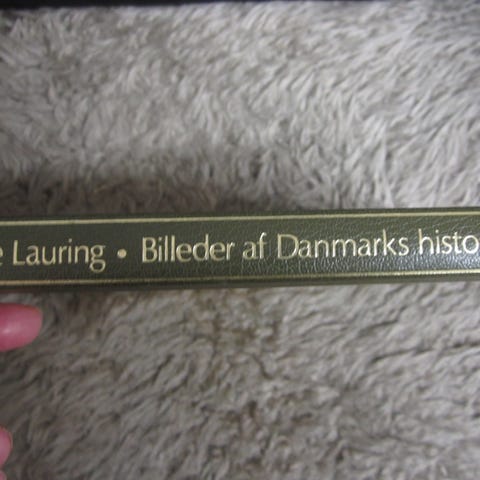 e Lauring • Billeder af Danmarks histo